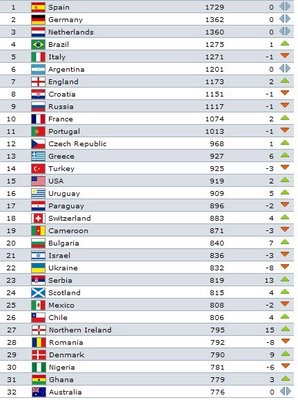 1 Spain 1729 0
2 Germany 1362 0
3 Netherlands 1360 0
4 Brazil 1275 1
5 Italy 1271 -1
6 Argentina 1201 0
7 England 1173 2
8 Croatia 1151 -1
9 Russia 1117 -1
10 France 1074 2
11 Portugal 1013 -1
12 Czech Republic 968 1
13 Greece 927 6
14 Turkey 925 -3
15 USA 919 2
16 Uruguay 909 5
17 Paraguay 896 -2
18 Switzerland 883 4
19 Cameroon 871 -3
20 Bulgaria 840 7
21 Israel 836 -3
22 Ukraine 832 -8
23 Serbia 819 13
24 Scotland 815 4
25 Mexico 808 -2
26 Chile 806 4
27 Northern Ireland 795 15
28 Romania 792 -8
29 Denmark 790 9
30 Nigeria 781 -6
31 Ghana 779 3
32 Australia 776 0